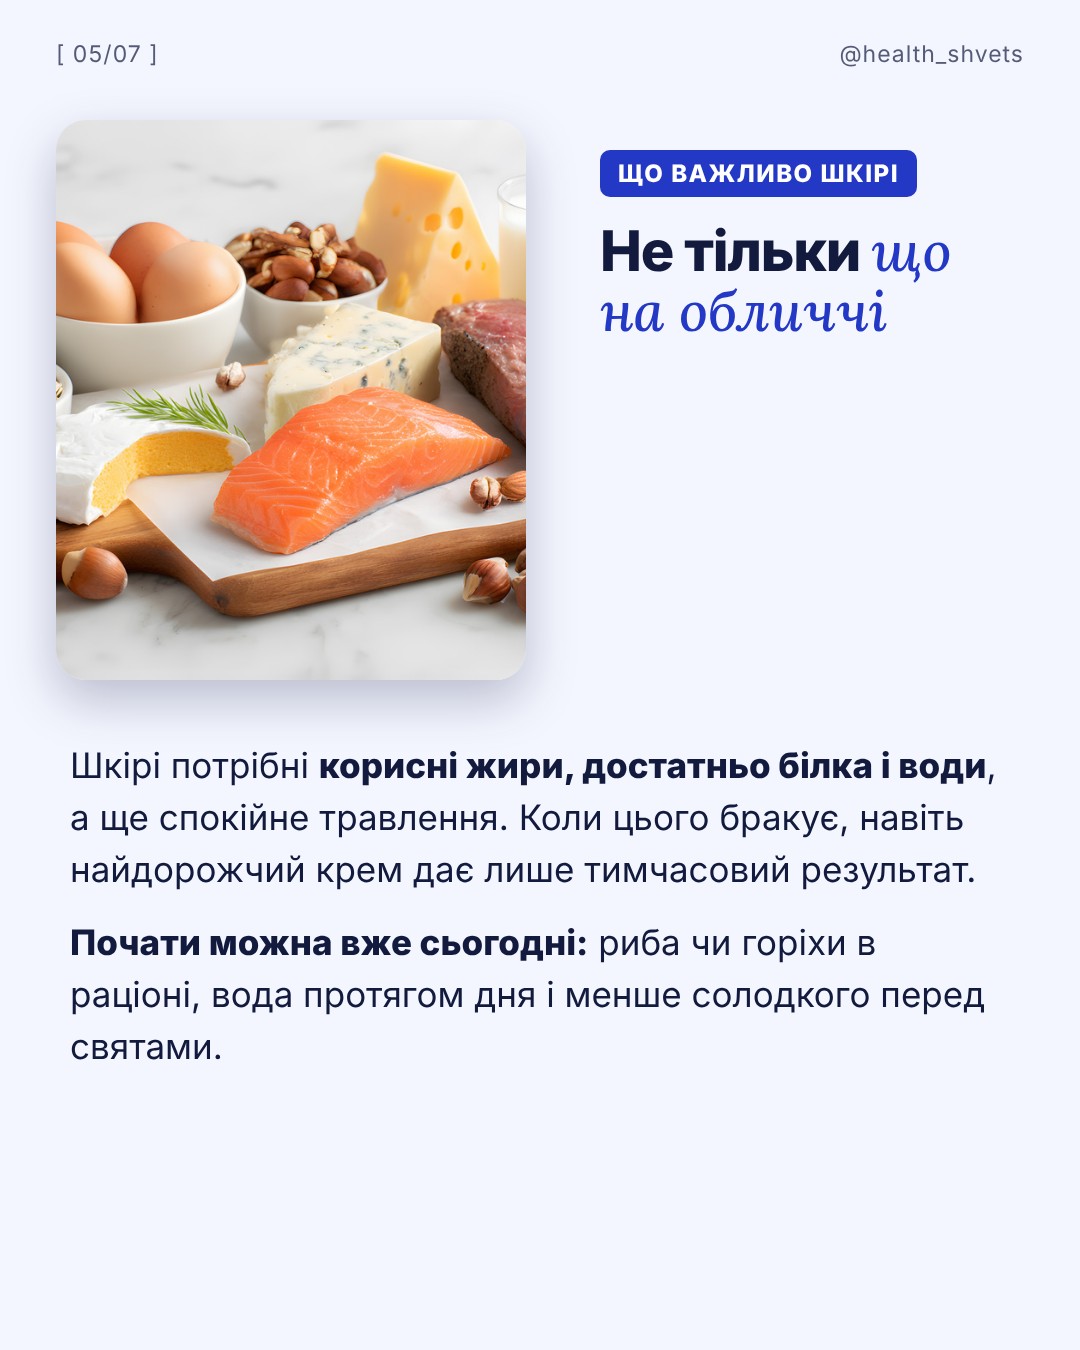 [ 05/07 ]
@health_shvets
ЩО ВАЖЛИВО ШКІРІ
Не тільки що
на обличчі
Шкірі потрібні корисні жири, достатньо білка і води,
а ще спокійне травлення. Коли цього бракує, навіть
найдорожчий крем дає лише тимчасовий результат.
Почати можна вже сьогодні: риба чи горіхи в
раціоні, вода протягом дня і менше солодкого перед
святами.